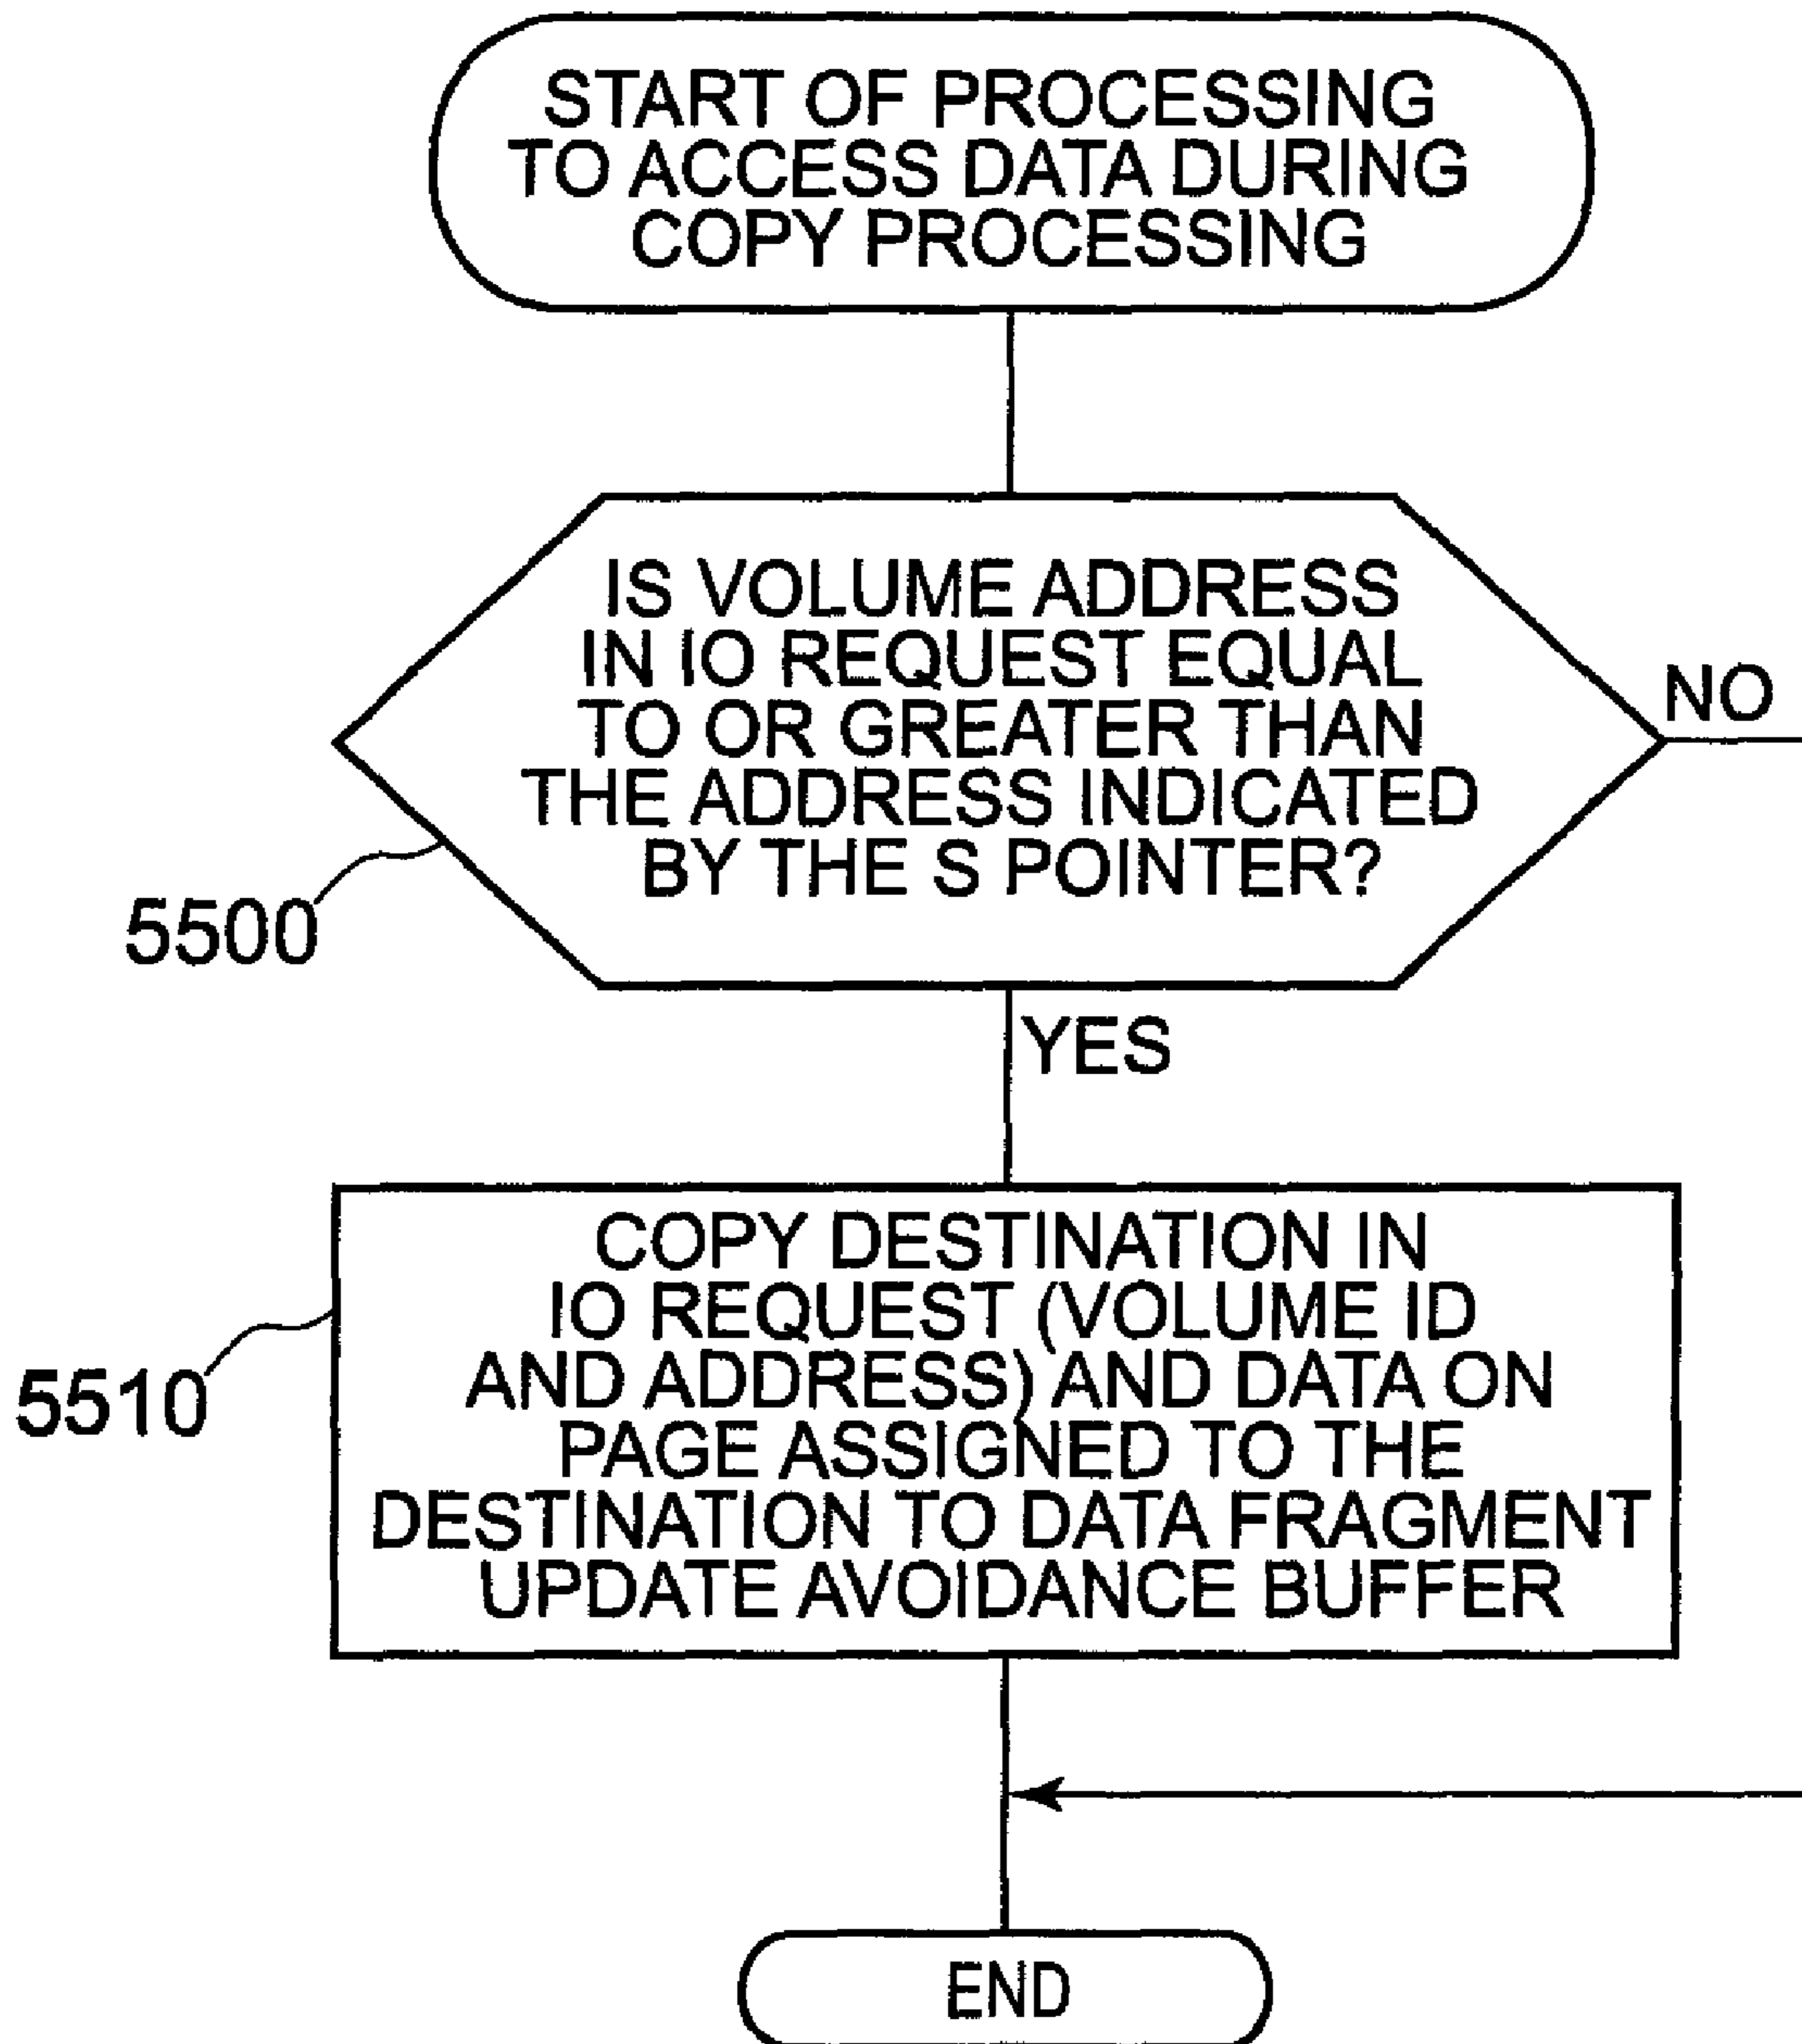 START OF PROCESSING
TO ACCESS DATA DURING
COPY PROCESSING
IS VOLUME ADDRESS
IN IO REQUEST EQUAL
TO OR GREATER THAN
THE ADDRESS INDICATED
BY THE S POINTER?
NO
5500
YES
COPY DESTINATION IN
IO REQUEST (VOLUME ID
AND ADDRESS) AND DATA ON
PAGE ASSIGNED TO THE
DESTINATION TO DATA FRAGMENT
UPDATE AVOIDANCE BUFFER
5510
END